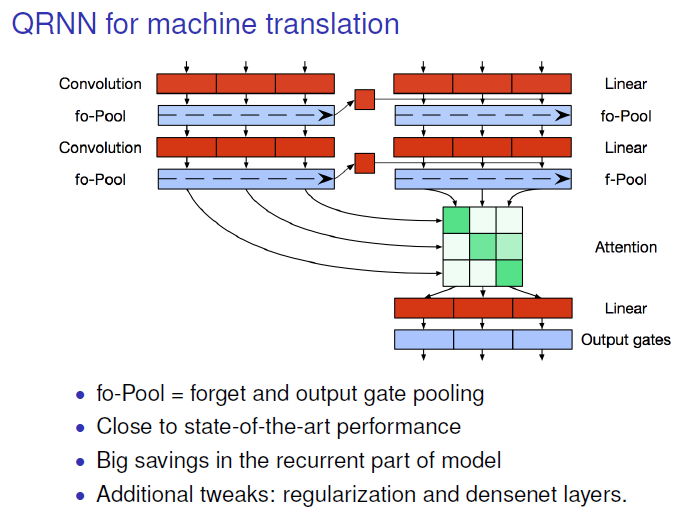 QRNN for machine translation
Convolution
Linear
fo-Pool
fo-Pool
Convolution
Linear
fo-Pool
f-Pool
Attention
Linear
Output gates
• fo-Pool = forget and output gate pooling
• Close to state-of-the-art performance
• Big savings in the recurrent part of model
• Additional tweaks: regularization and densenet layers.